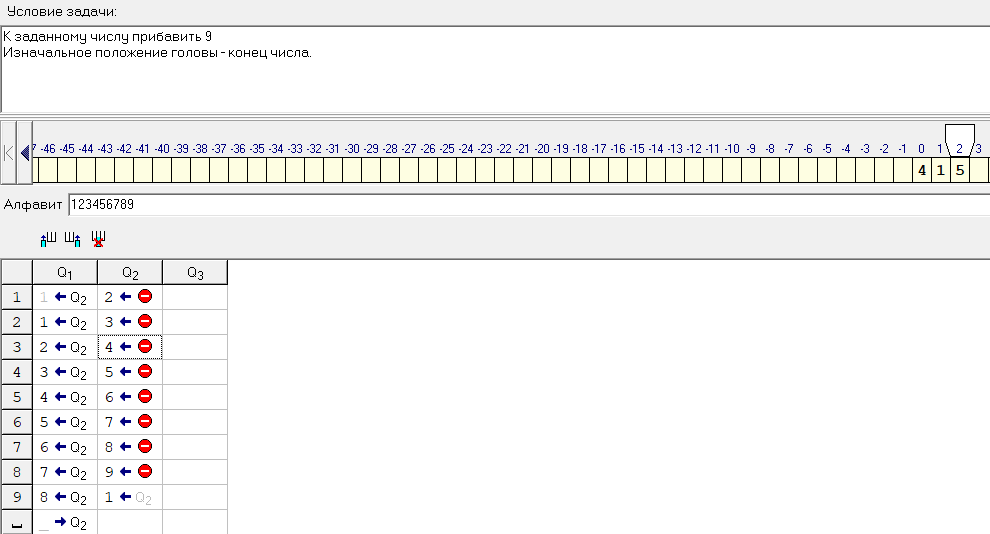 Условие задачи:
К заданному числу прибавить 9
Изначальное положение головы - конец числа.
7 -46 -45 -44 -43 -42 -41 -40 -39 -38 -37 -36 -35 -34 -33 -32 -31 -30 -29 -28 -27 -26 -25 -24 -23 -22 -21 -20 -19 -18 -17 -16 -15 -14 -13 -12 -11 -10 -9 -8 -7 -6 -5 -4 -3 -2 -1 0 1 2 3
4 1 5
Алфавит 123456789
Q1 Q2 Q3
1 1 ← Q2 2 ←
2 1 ← Q2 3 ←
3 2 ← Q2 4 ←
4 3 ← Q2 5 ←
5 4 ← Q2 6 ←
6 5 ← Q2 7 ←
7 6 ← Q2 8 ←
8 7 ← Q2 9 ←
9 8 ← Q2 1 ← Q2
␣ _ → Q2